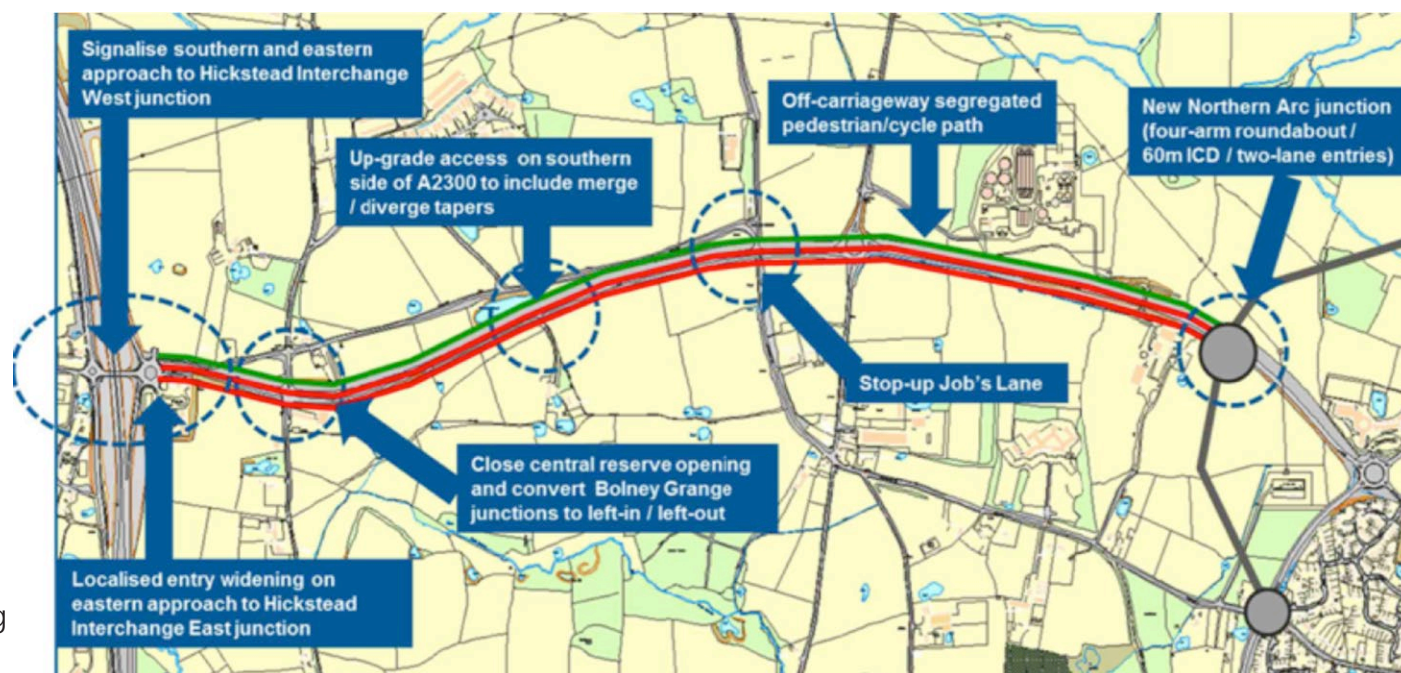 Signalise southern and eastern
approach to Hickstead Interchange
West junction
Up-grade access on southern
side of A2300 to include merge
/ diverge tapers
Off-carriageway segregated
pedestrian/cycle path
New Northern Arc junction
(four-arm roundabout /
60m ICD / two-lane entries)
Stop-up Job's Lane
Close central reserve opening
and convert Bolney Grange
junctions to left-in / left-out
Localised entry widening on
eastern approach to Hickstead
Interchange East junction
g